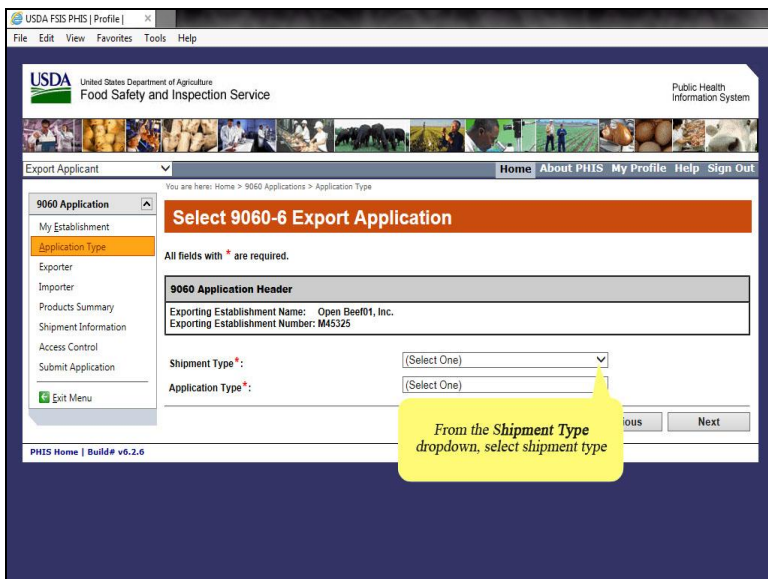 USDA FSIS PHIS | Profile |
File Edit View Favorites Tools Help
USDA United States Department of Agriculture
Food Safety and Inspection Service
Public Health
Information System
Export Applicant
Home About PHIS My Profile Help Sign Out
You are here: Home > 9060 Applications > Application Type
9060 Application
My Establishment
Application Type
Exporter
Importer
Products Summary
Shipment Information
Access Control
Submit Application
Exit Menu
Select 9060-6 Export Application
All fields with * are required.
9060 Application Header
Exporting Establishment Name: Open Beef01, Inc.
Exporting Establishment Number: M45325
Shipment Type*: (Select One)
Application Type*: (Select One)
From the Shipment Type
dropdown, select shipment type
ious Next
PHIS Home | Build# v6.2.6